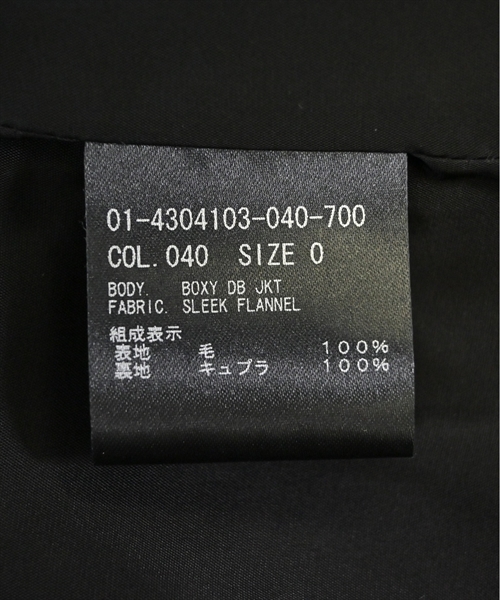 01-4304103-040-700
COL.040 SIZE 0
BODY. BOXY DB JKT
FABRIC. SLEEK FLANNEL
組成表示
表地 毛 100%
裏地 キュプラ 100%